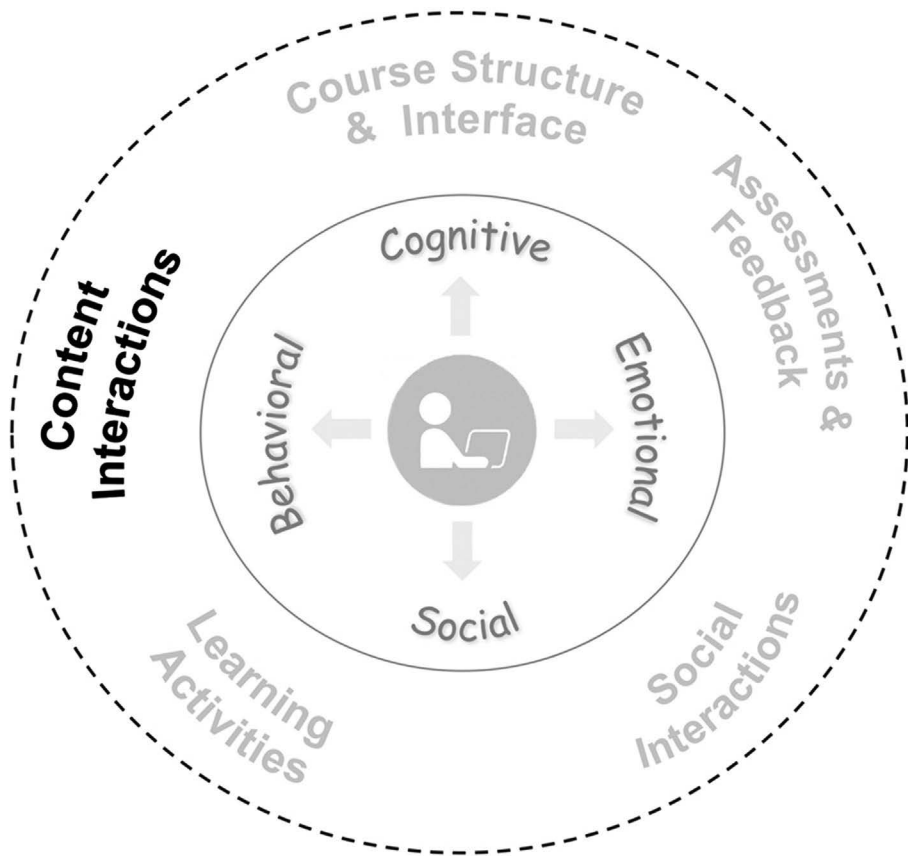 Course Structure
& Interface
Assessments &
Feedback
Content
Interactions
Cognitive
Behavioral
Emotional
Social
Learning
Activities
Social
Interactions